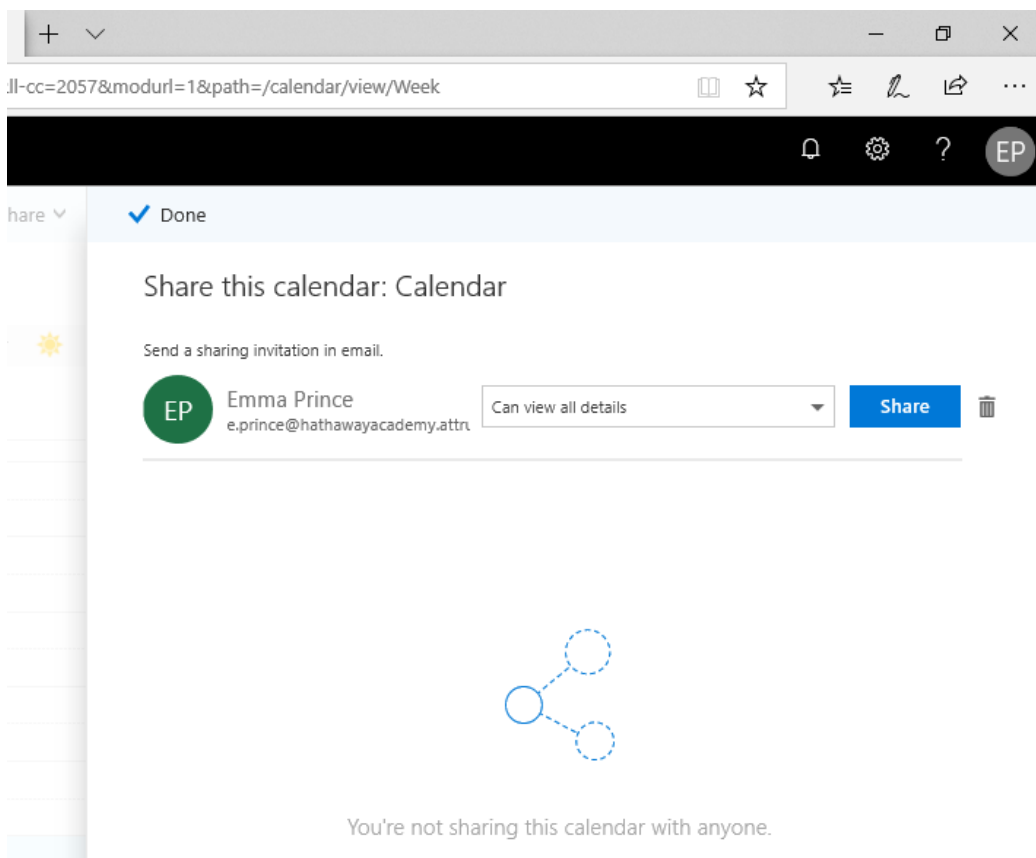 ll-cc=2057&modurl=1&path=/calendar/view/Week
EP
hare
Done
Share this calendar: Calendar
Send a sharing invitation in email.
EP
Emma Prince
e.prince@hathawayacademy.attru
Can view all details
Share
You're not sharing this calendar with anyone.